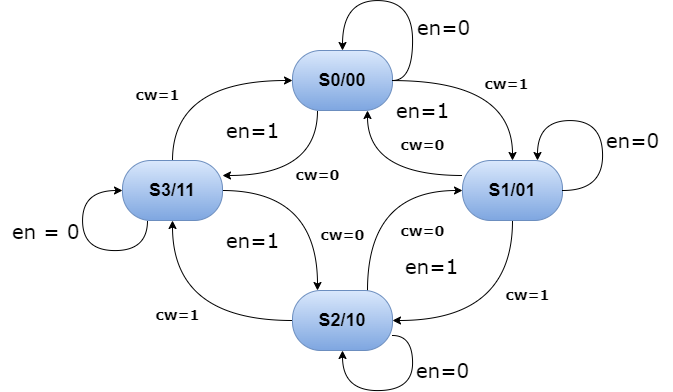 en=0
S0/00
cw=1
cw=1
en=1
en=1
cw=0
en=0
cw=0
S3/11
S1/01
en = 0
cw=0
cw=0
en=1
en=1
cw=1
cw=1
S2/10
en=0